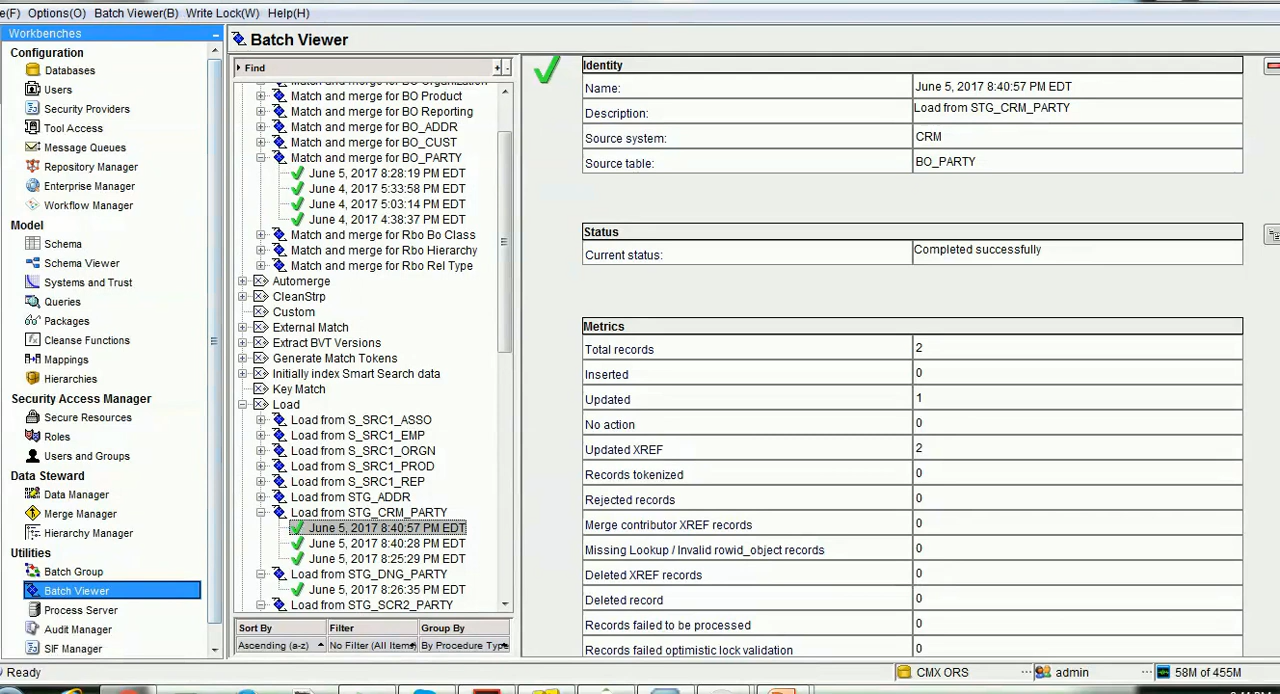 e(F) Options(O) Batch Viewer(B) Write Lock(W) Help(H)
Workbenches
Configuration
Databases
Users
Security Providers
Tool Access
Message Queues
Repository Manager
Enterprise Manager
Workflow Manager
Model
Schema
Schema Viewer
Systems and Trust
Queries
Packages
Cleanse Functions
Mappings
Hierarchies
Security Access Manager
Secure Resources
Roles
Users and Groups
Data Steward
Data Manager
Merge Manager
Hierarchy Manager
Utilities
Batch Group
Batch Viewer
Process Server
Audit Manager
SIF Manager
Batch Viewer
Find
Match and merge for BO Organization
Match and merge for BO Product
Match and merge for BO Reporting
Match and merge for BO_ADDR
Match and merge for BO_CUST
Match and merge for BO_PARTY
June 5, 2017 8:28:19 PM EDT
June 4, 2017 5:33:58 PM EDT
June 4, 2017 5:03:14 PM EDT
June 4, 2017 4:38:37 PM EDT
Match and merge for Rbo Bo Class
Match and merge for Rbo Hierarchy
Match and merge for Rbo Rel Type
Automerge
CleanStrp
Custom
External Match
Extract BVT Versions
Generate Match Tokens
Initially index Smart Search data
Key Match
Load
Load from S_SRC1_ASSO
Load from S_SRC1_EMP
Load from S_SRC1_ORGN
Load from S_SRC1_PROD
Load from S_SRC1_REP
Load from STG_ADDR
Load from STG_CRM_PARTY
June 5, 2017 8:40:57 PM EDT
June 5, 2017 8:40:28 PM EDT
June 5, 2017 8:25:29 PM EDT
Load from STG_DNG_PARTY
June 5, 2017 8:26:35 PM EDT
Load from STG_SCR2_PARTY
Sort By Filter Group By
Ascending (a-z) No Filter (All Items) By Procedure Type
Identity
Name: June 5, 2017 8:40:57 PM EDT
Description: Load from STG_CRM_PARTY
Source system: CRM
Source table: BO_PARTY
Status
Current status: Completed successfully
Metrics
Total records 2
Inserted 0
Updated 1
No action 0
Updated XREF 2
Records tokenized 0
Rejected records 0
Merge contributor XREF records 0
Missing Lookup / Invalid rowid_object records 0
Deleted XREF records 0
Deleted record 0
Records failed to be processed 0
Records failed optimistic lock validation 0
Ready CMX ORS admin 58M of 455M